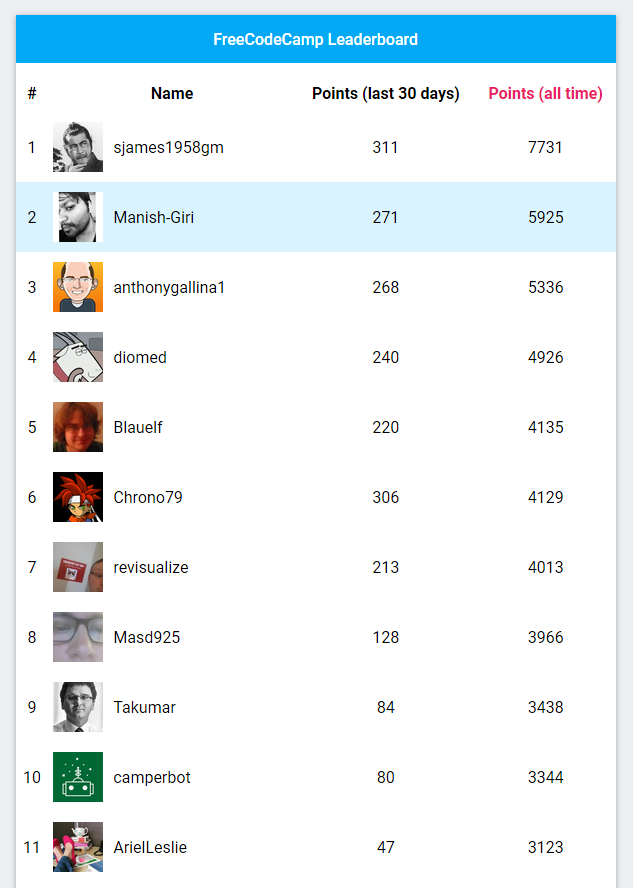 FreeCodeCamp Leaderboard
# Name Points (last 30 days) Points (all time)
1 sjames1958gm 311 7731
2 Manish-Giri 271 5925
3 anthonygallina1 268 5336
4 diomed 240 4926
5 Blauelf 220 4135
6 Chrono79 306 4129
7 revisualize 213 4013
8 Masd925 128 3966
9 Takumar 84 3438
10 camperbot 80 3344
11 ArielLeslie 47 3123